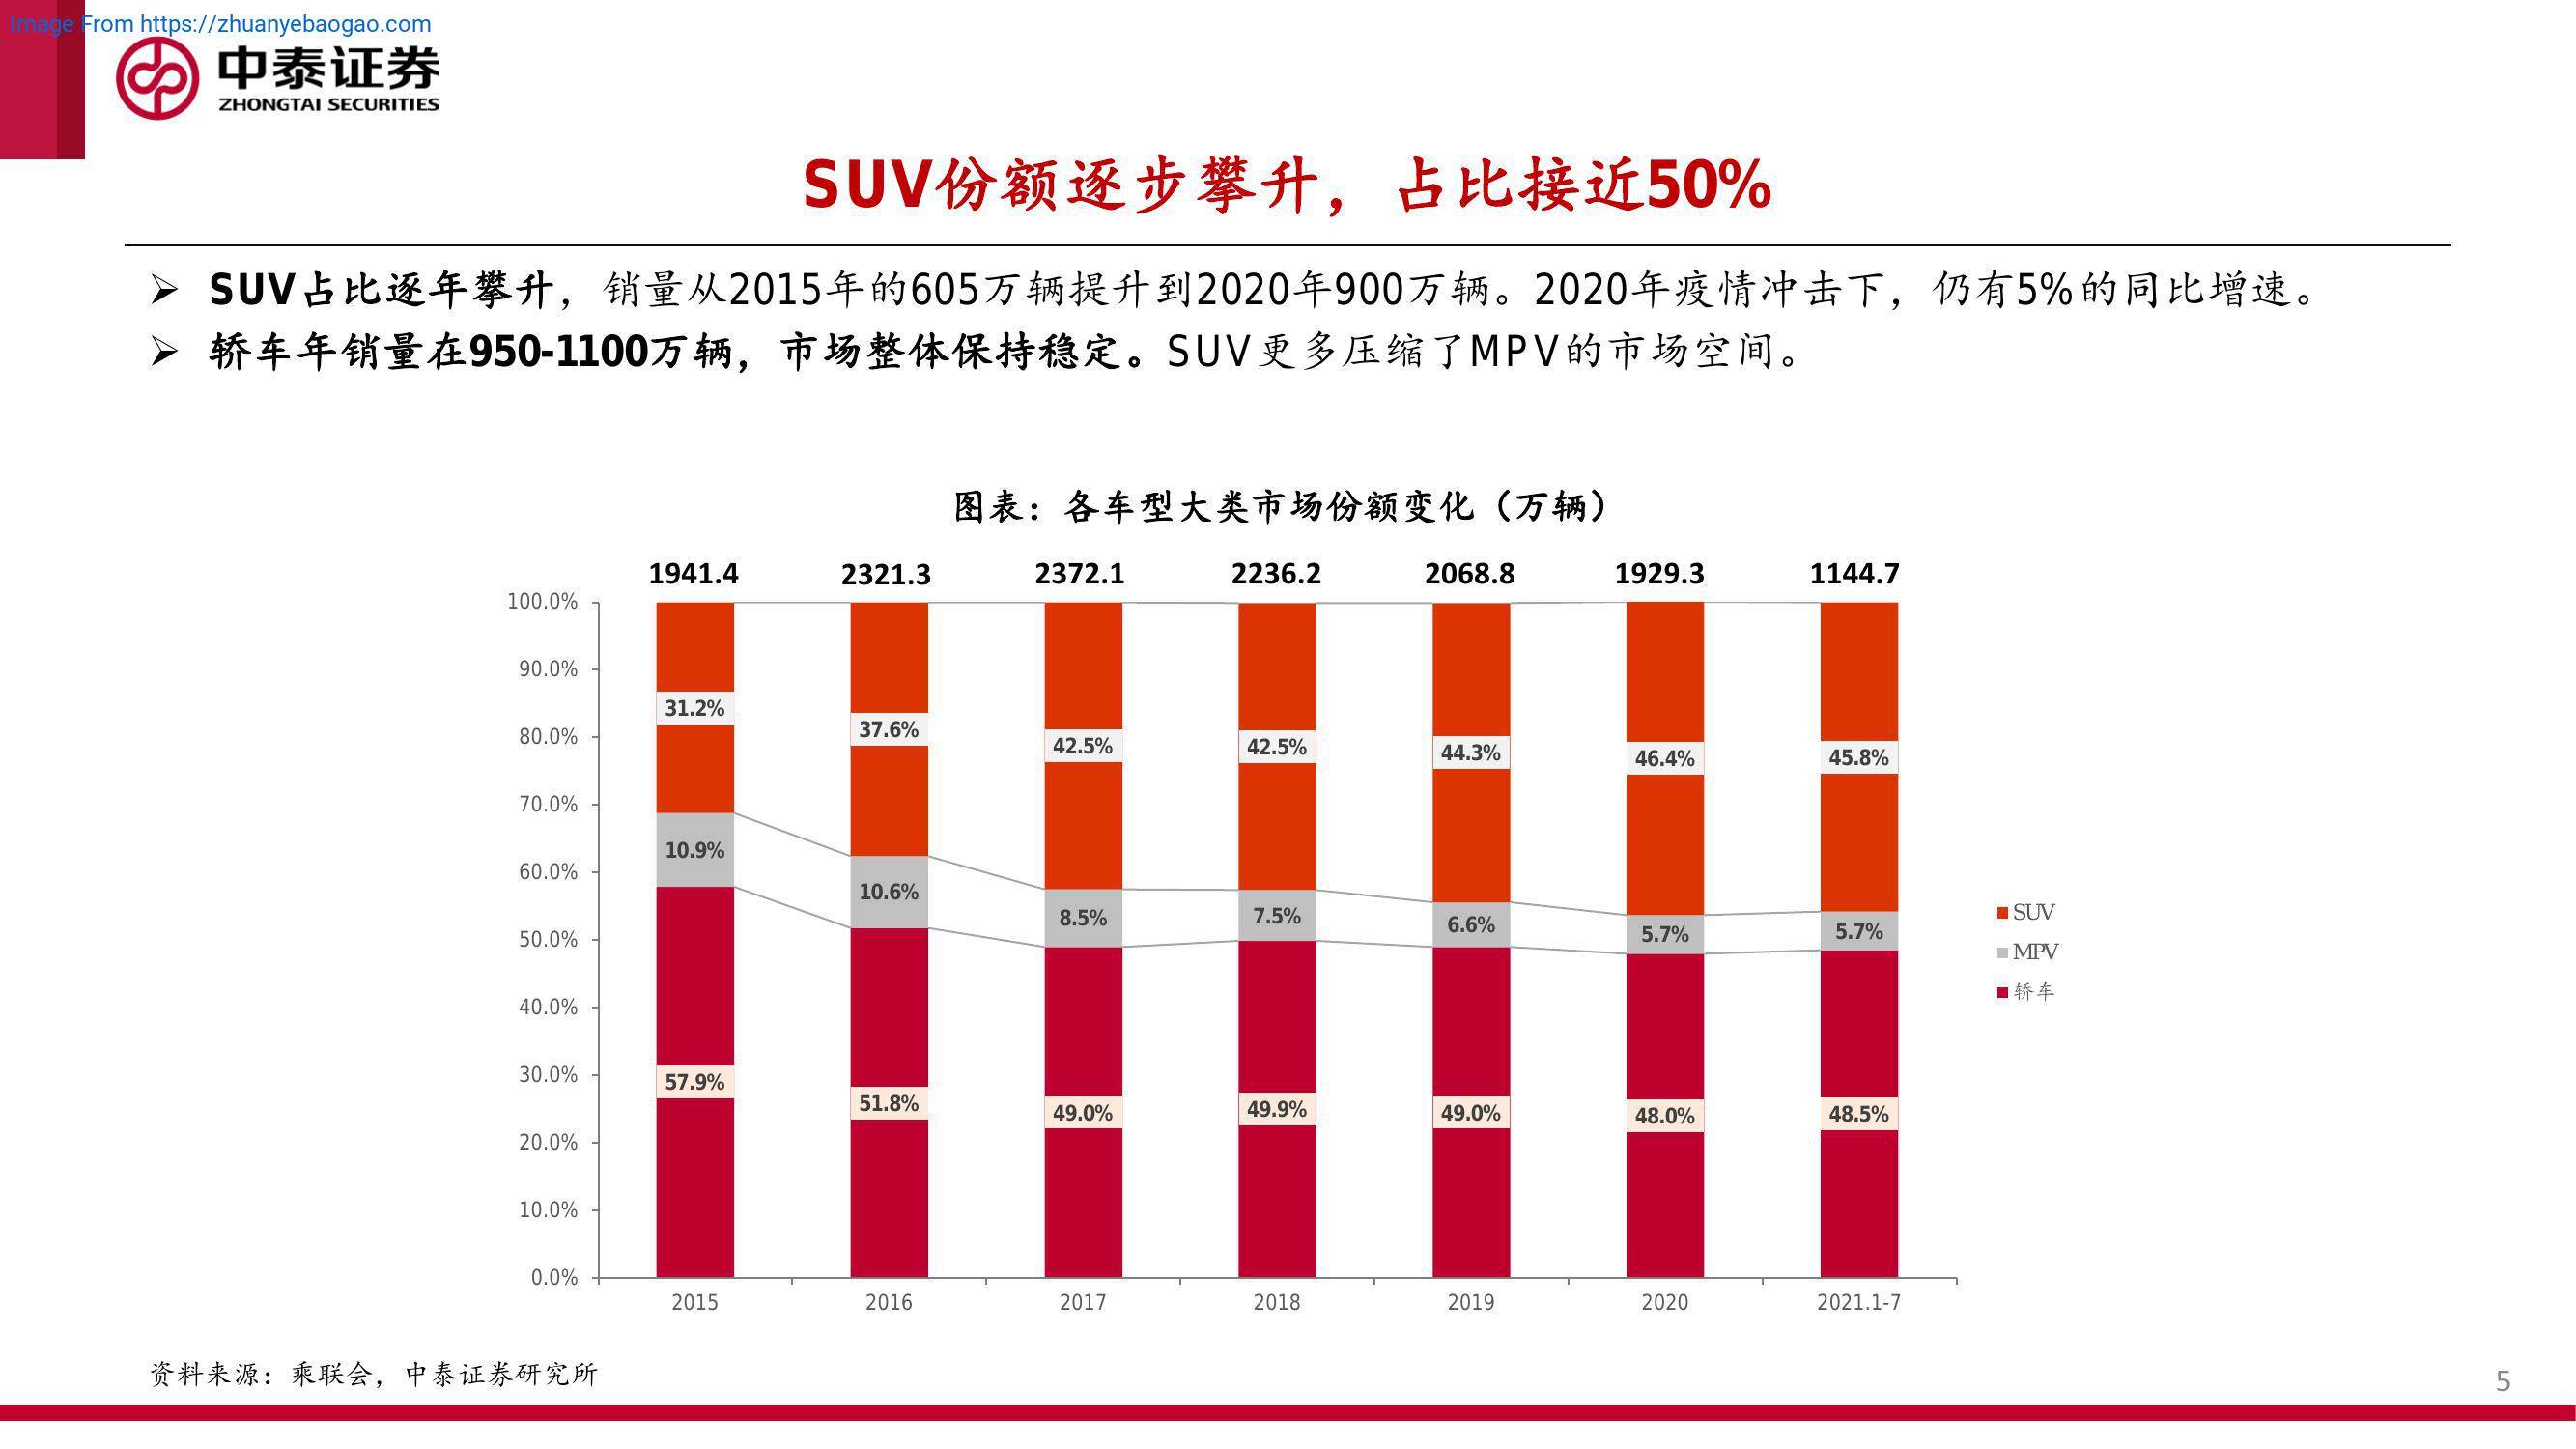 Image From https://zhuanyebaogao.com
中泰证券
ZHONGTAI SECURITIES
SUV份额逐步攀升，占比接近50%
➢ SUV占比逐年攀升，销量从2015年的605万辆提升到2020年900万辆。2020年疫情冲击下，仍有5%的同比增速。
➢ 轿车年销量在950-1100万辆，市场整体保持稳定。SUV更多压缩了MPV的市场空间。
图表：各车型大类市场份额变化（万辆）
1941.4 2321.3 2372.1 2236.2 2068.8 1929.3 1144.7
100.0%
90.0%
80.0%
70.0%
60.0%
50.0%
40.0%
30.0%
20.0%
10.0%
0.0%
31.2% 37.6% 42.5% 42.5% 44.3% 46.4% 45.8%
10.9% 10.6% 8.5% 7.5% 6.6% 5.7% 5.7%
57.9% 51.8% 49.0% 49.9% 49.0% 48.0% 48.5%
2015 2016 2017 2018 2019 2020 2021.1-7
SUV
MPV
轿车
资料来源：乘联会，中泰证券研究所
5